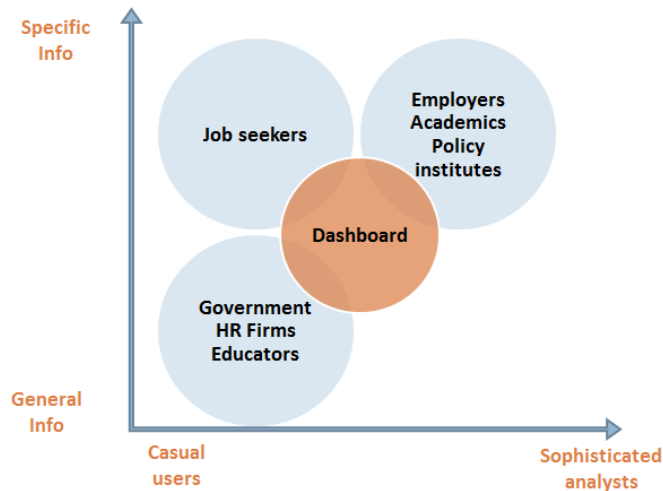 Specific
Info
Job seekers
Employers
Academics
Policy
institutes
Dashboard
Government
HR Firms
Educators
General
Info
Casual
users
Sophisticated
analysts